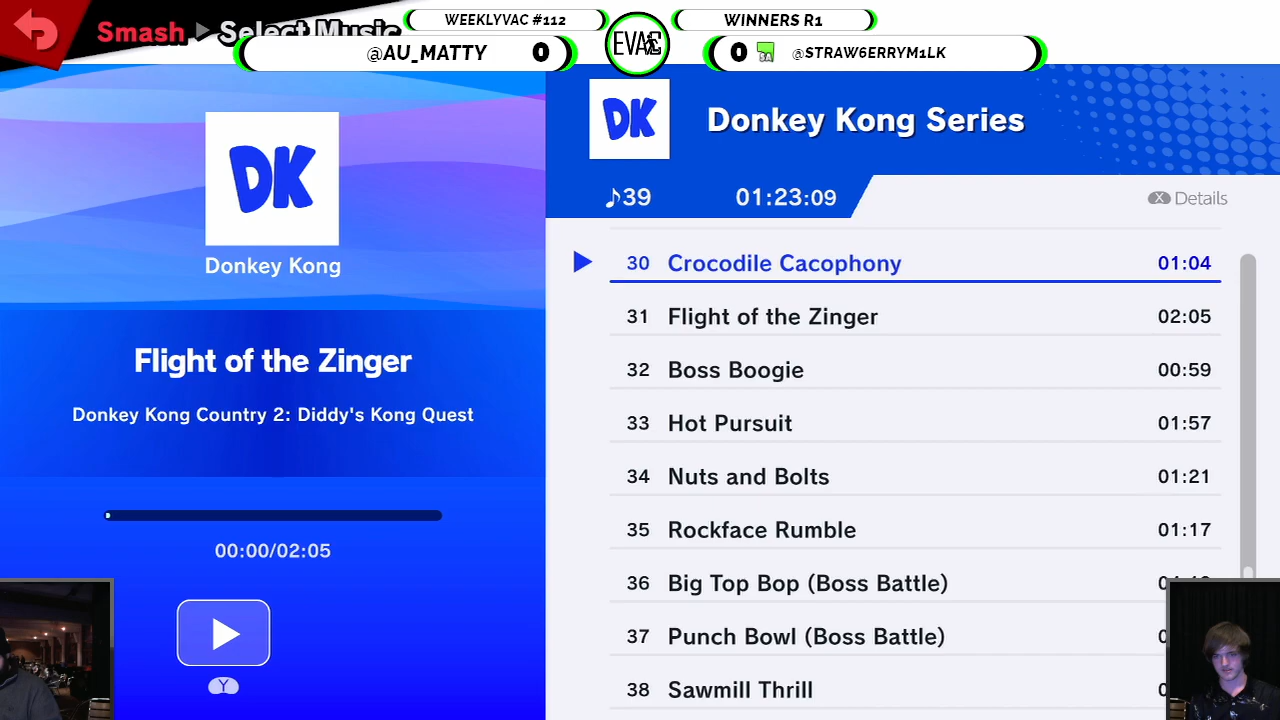 WEEKLYVAC #112
WINNERS R1
Smash ▶ Select Music
@AU_MATTY 0
EVAC
0 SA @STRAW6ERRYM1LK
DK
Donkey Kong
Flight of the Zinger
Donkey Kong Country 2: Diddy's Kong Quest
00:00/02:05
Y
DK
Donkey Kong Series
♪39 01:23:09
X Details
30 Crocodile Cacophony 01:04
31 Flight of the Zinger 02:05
32 Boss Boogie 00:59
33 Hot Pursuit 01:57
34 Nuts and Bolts 01:21
35 Rockface Rumble 01:17
36 Big Top Bop (Boss Battle)
37 Punch Bowl (Boss Battle)
38 Sawmill Thrill